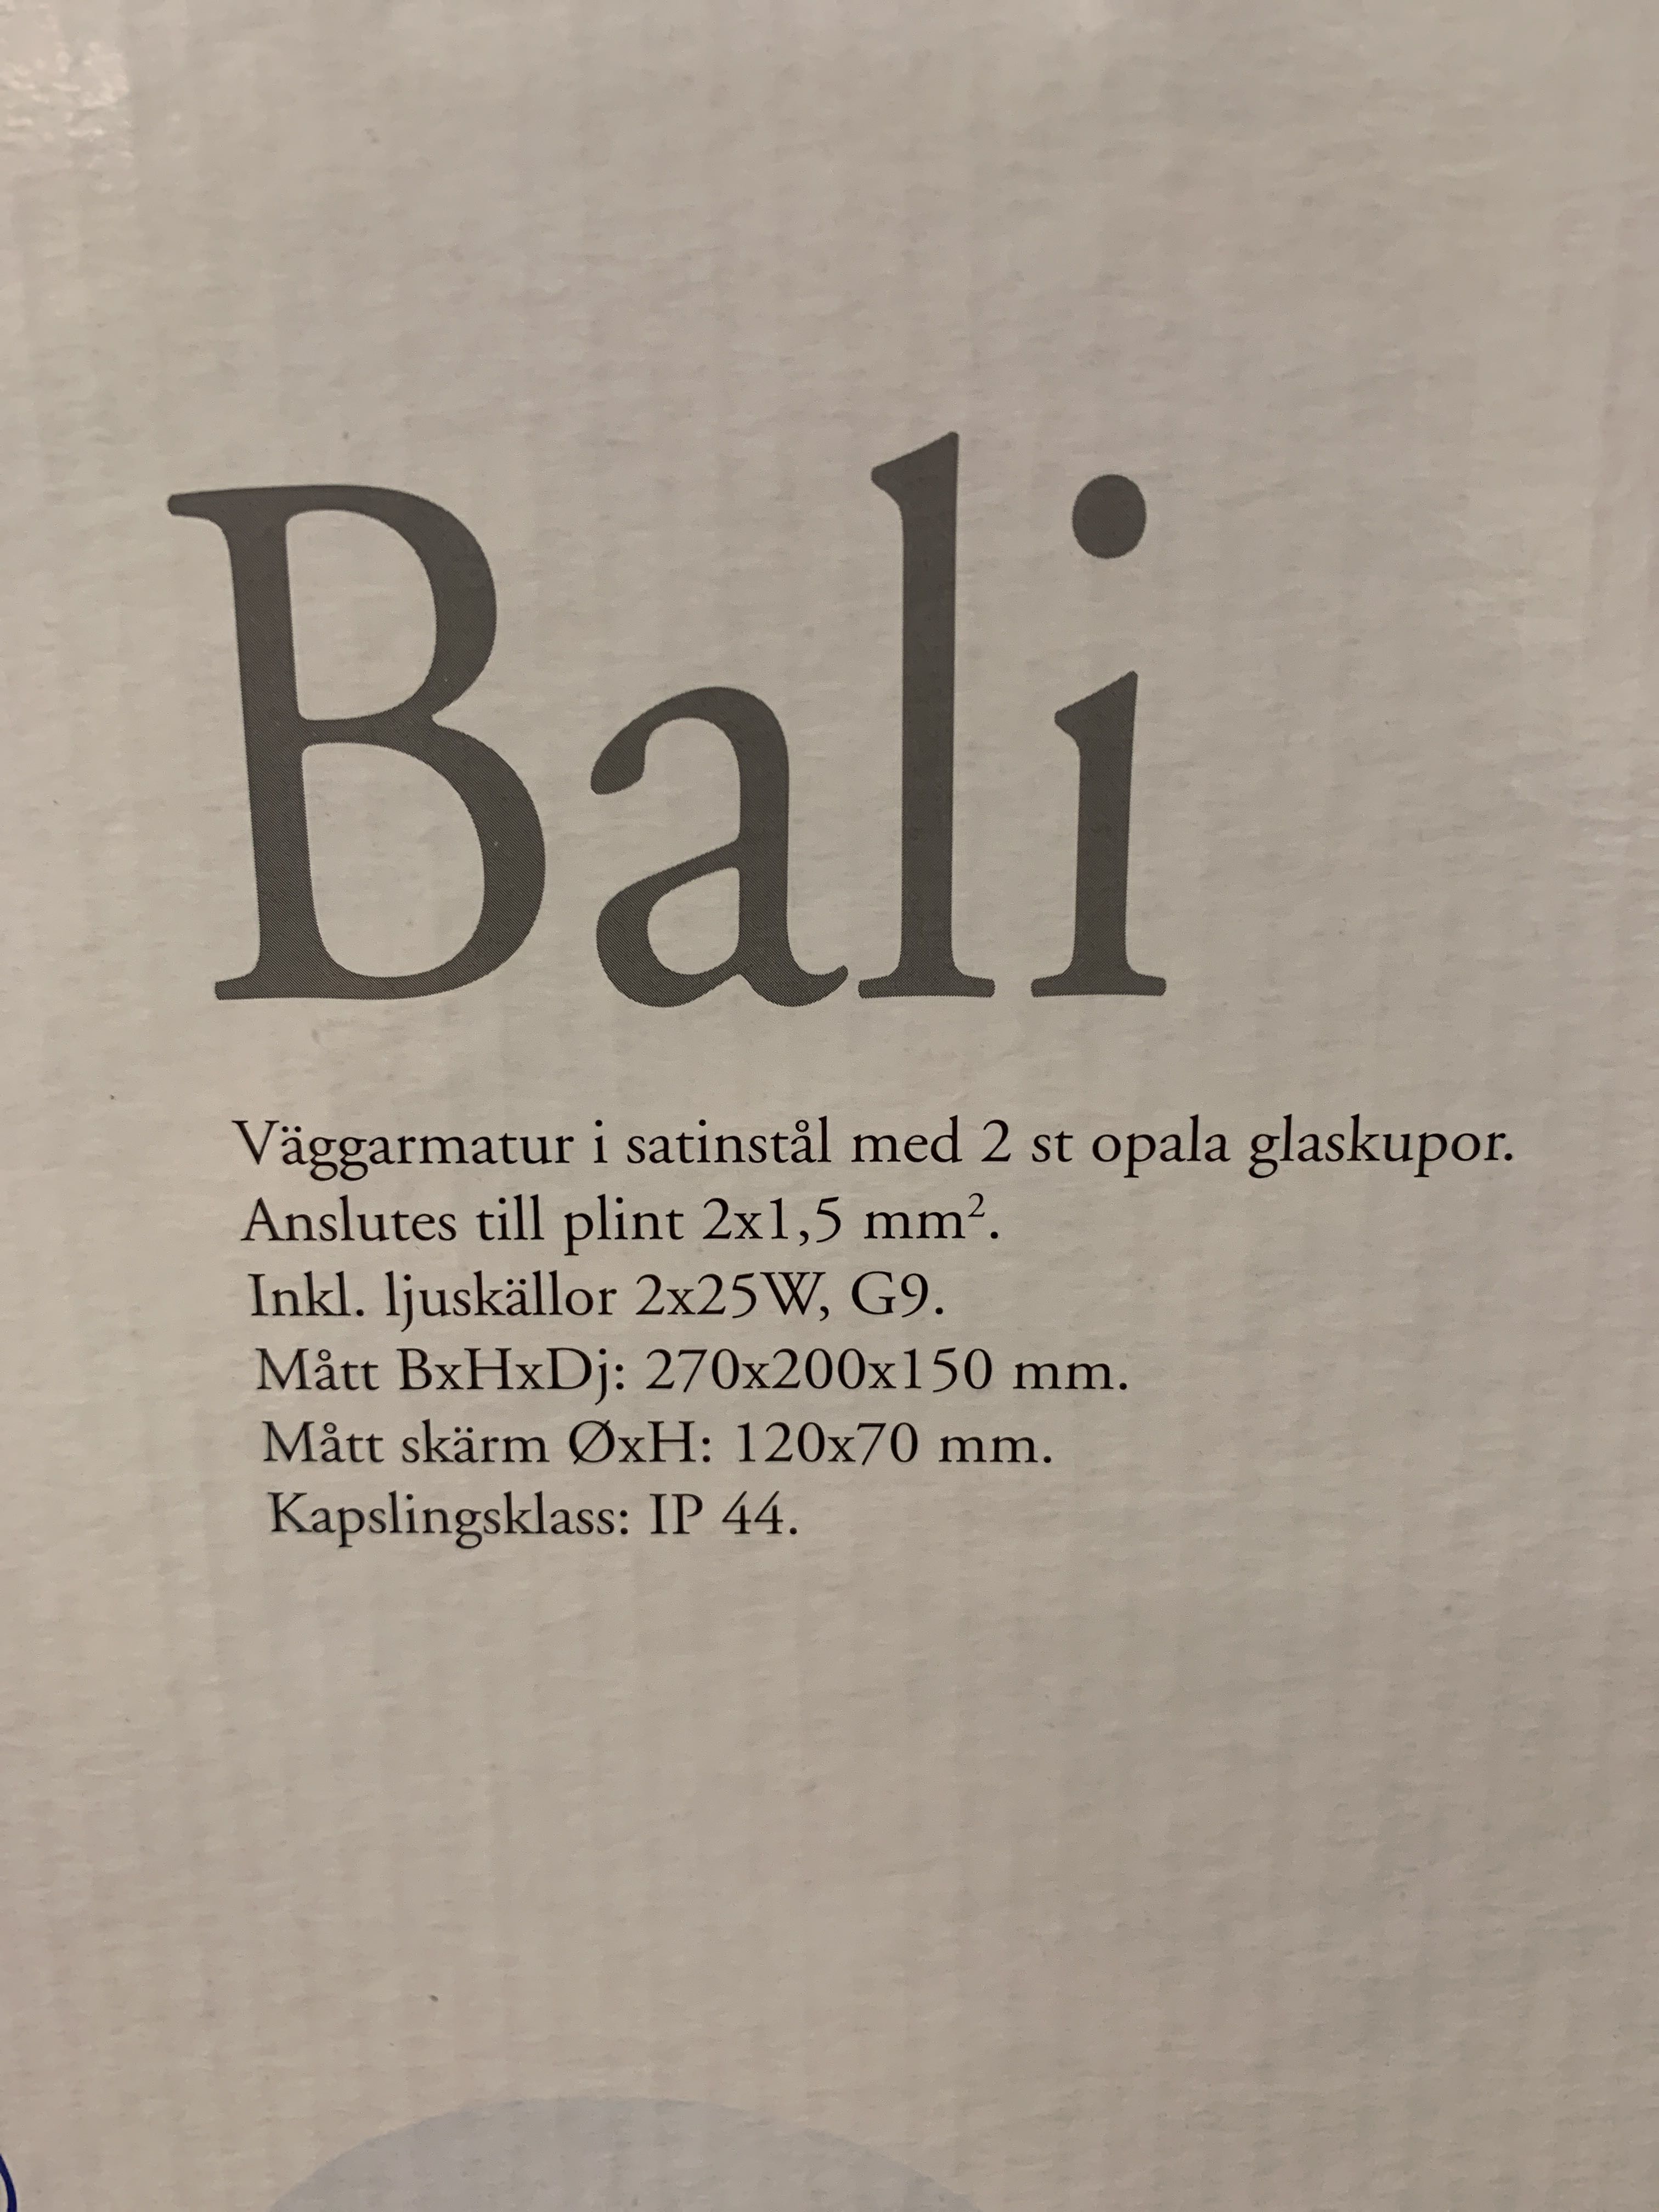 Bali
Väggarmatur i satinstål med 2 st opala glaskupor.
Anslutes till plint 2x1,5 mm².
Inkl. ljuskällor 2x25W, G9.
Mått BxHxDj: 270x200x150 mm.
Mått skärm ØxH: 120x70 mm.
Kapslingsklass: IP 44.